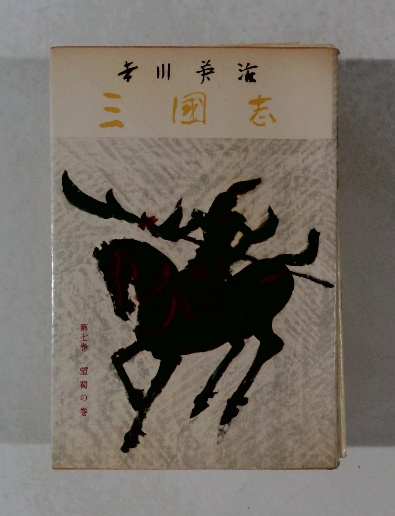 吉川英治
三國志
第七巻 望蜀の巻